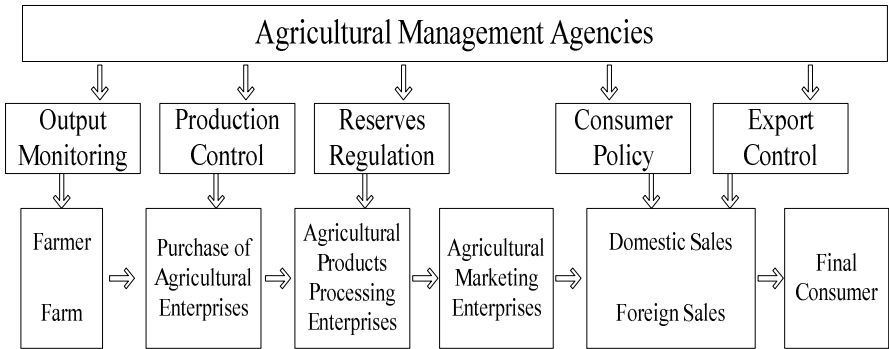 Agricultural Management Agencies
Output
Monitoring
Production
Control
Reserves
Regulation
Consumer
Policy
Export
Control
Farmer
Farm
Purchase of
Agricultural
Enterprises
Agricultural
Products
Processing
Enterprises
Agricultural
Marketing
Enterprises
Domestic Sales
Foreign Sales
Final
Consumer